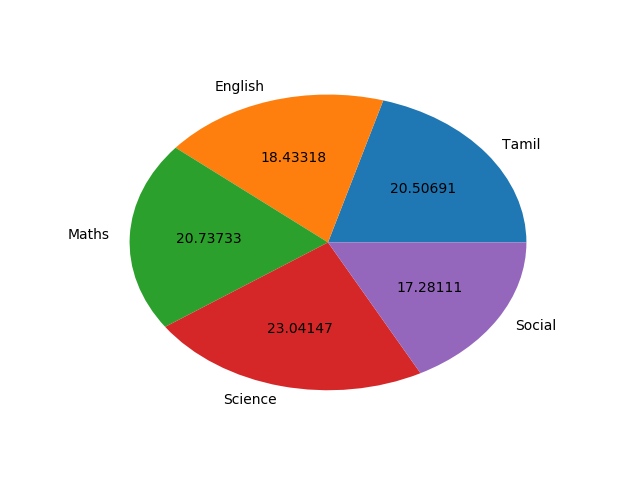 English
Tamil
18.43318
20.50691
Maths
20.73733
17.28111
23.04147
Social
Science